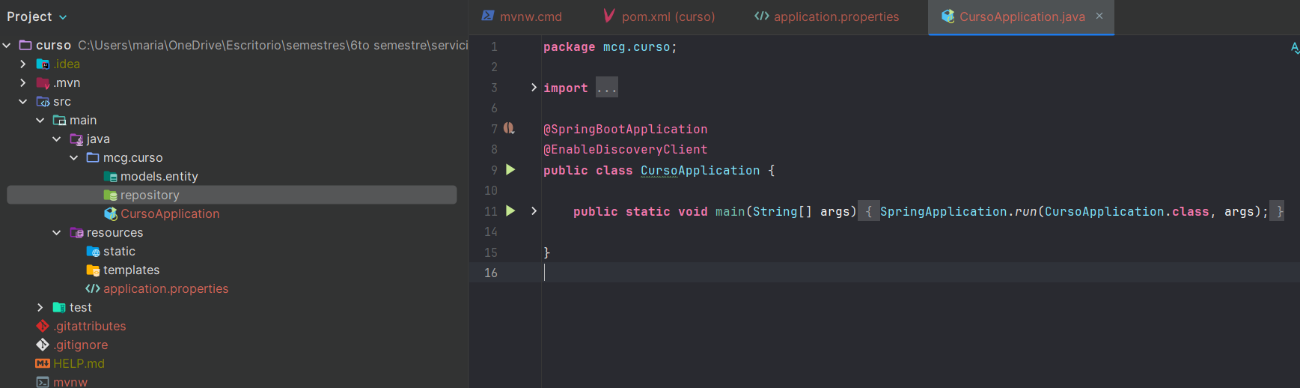 Project
curso C:\Users\maria\OneDrive\Escritorio\semestres\6to semestre\servici
.idea
.mvn
src
main
java
mcg.curso
models.entity
repository
CursoApplication
resources
static
templates
application.properties
test
.gitattributes
.gitignore
HELP.md
mvnw
mvnw.cmd
pom.xml (curso)
application.properties
CursoApplication.java
1 package mcg.curso;
2
3 import ...
6
7 @SpringBootApplication
8 @EnableDiscoveryClient
9 public class CursoApplication {
10
11 public static void main(String[] args) { SpringApplication.run(CursoApplication.class, args); }
14
15 }
16